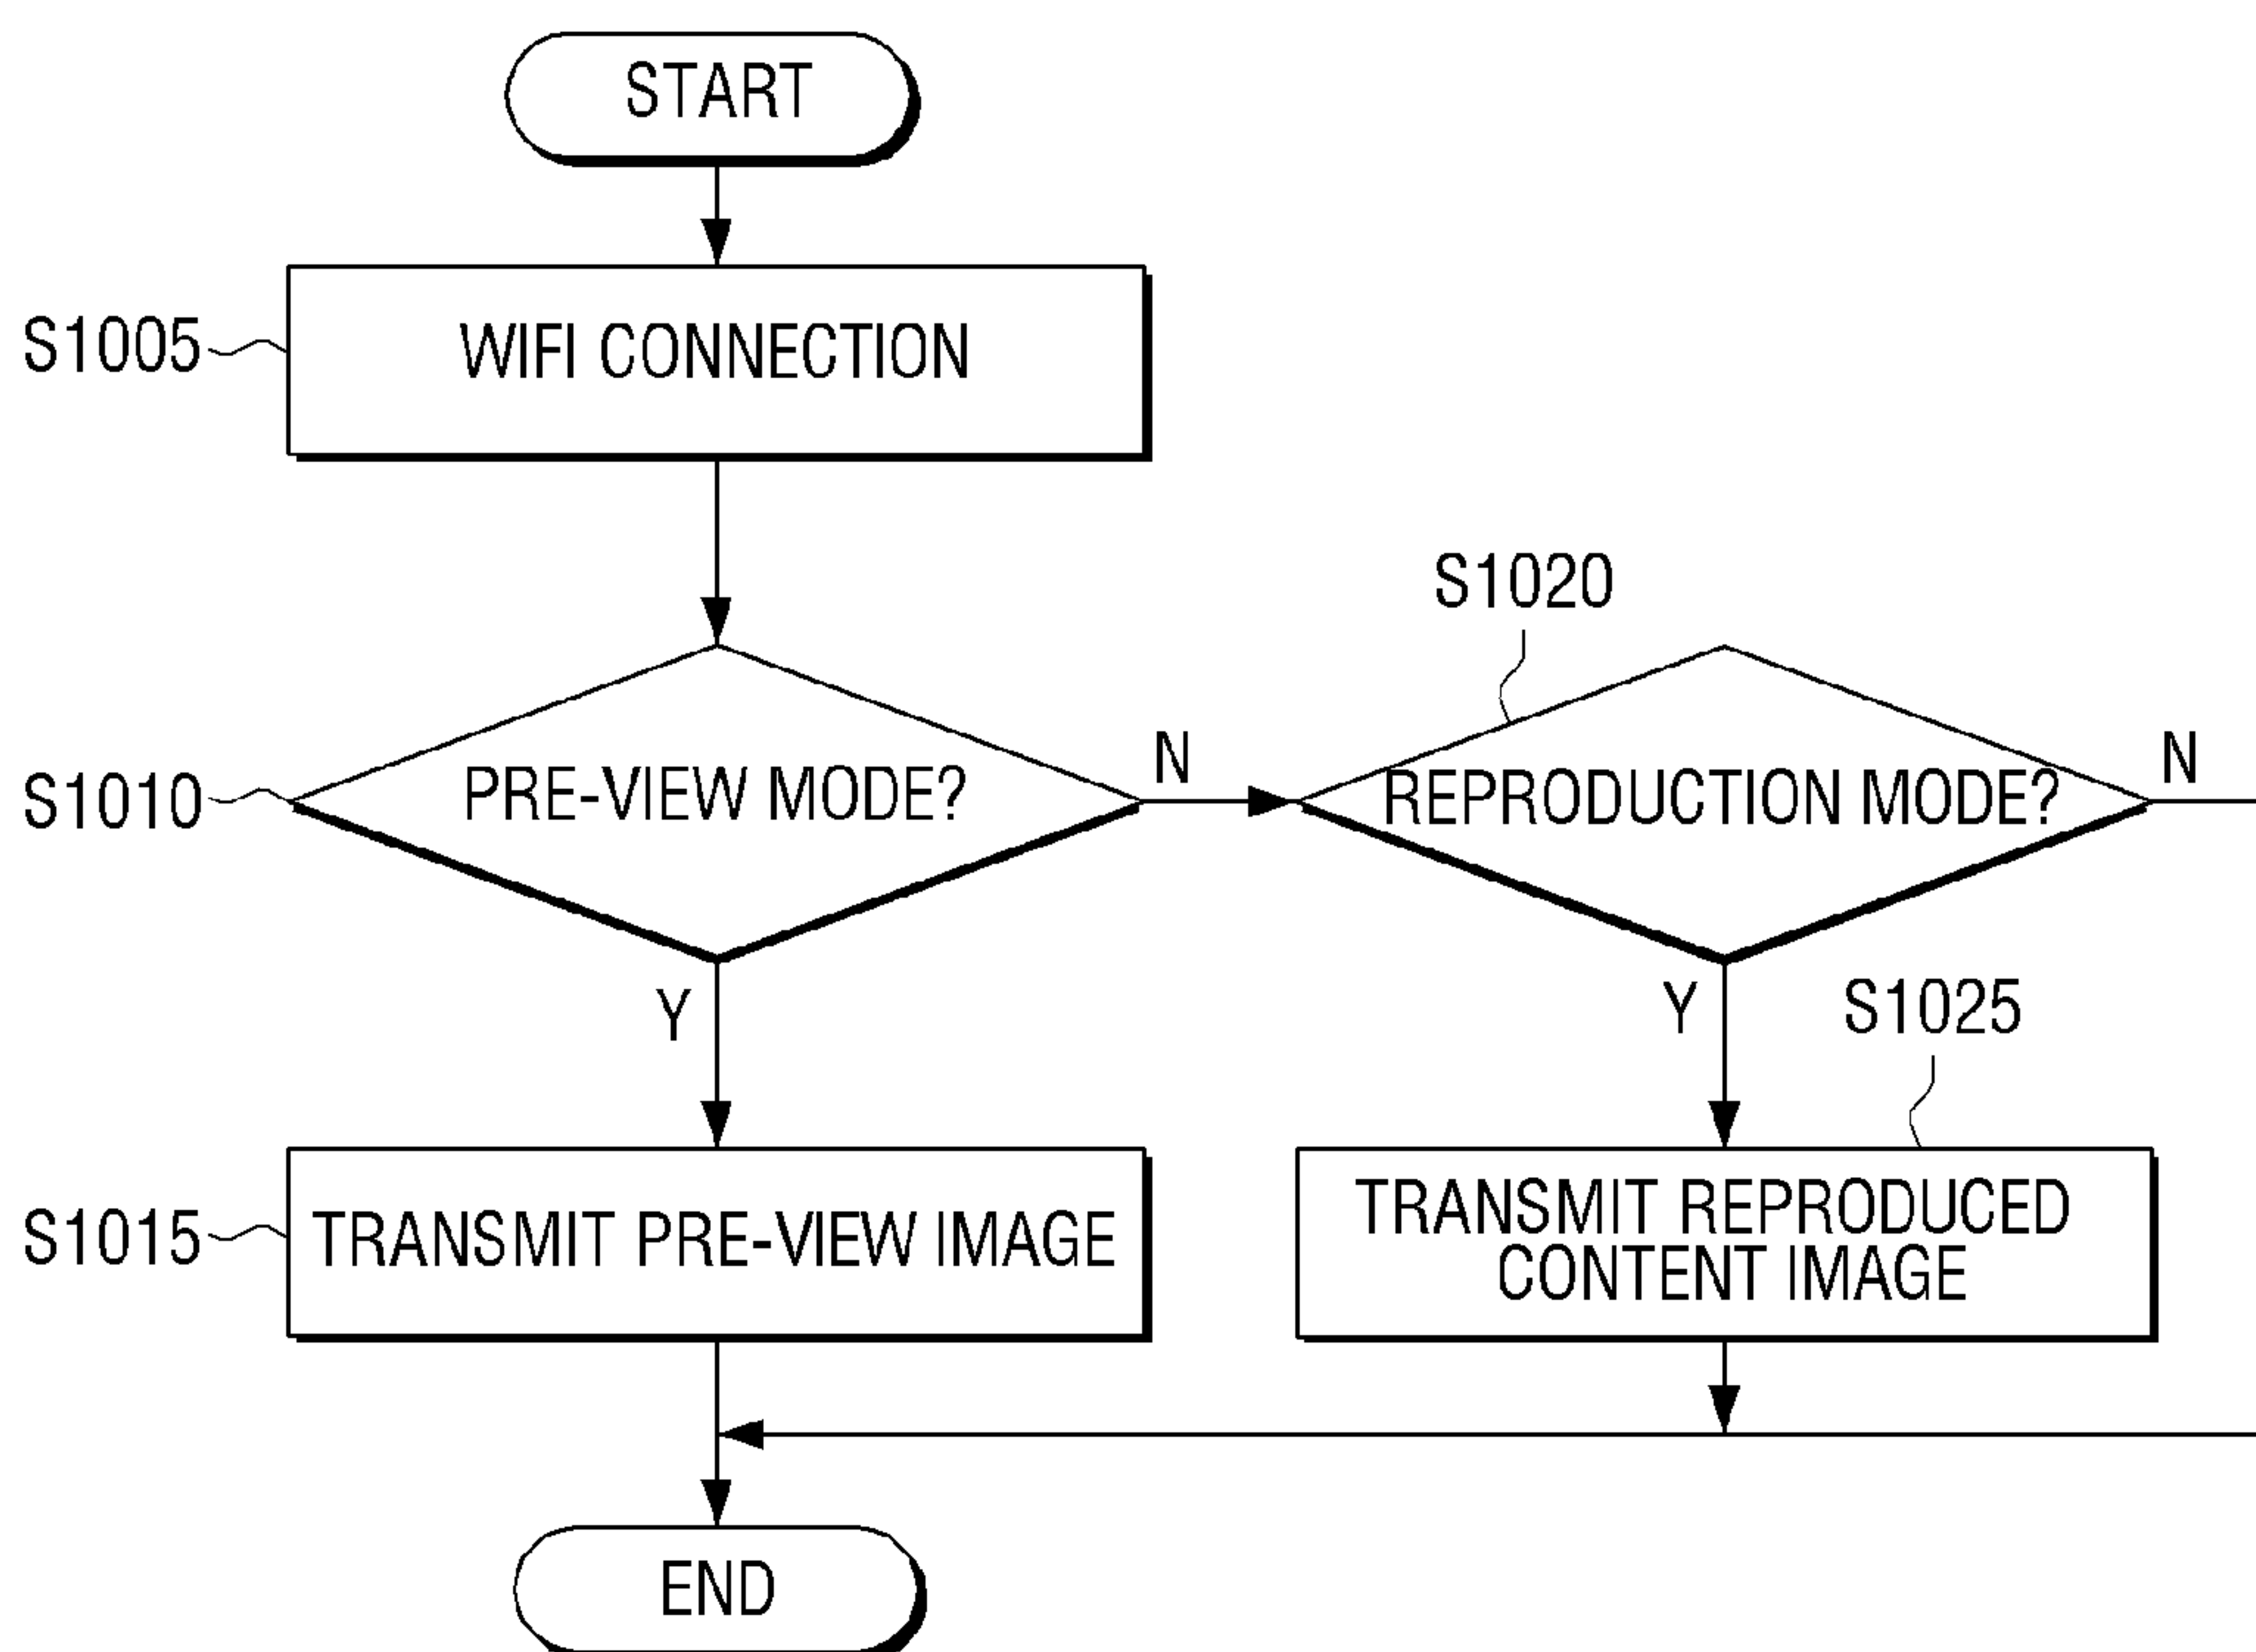 START
S1005
WIFI CONNECTION
S1020
S1010
PRE-VIEW MODE?
N
REPRODUCTION MODE?
N
Y
Y
S1025
S1015
TRANSMIT PRE-VIEW IMAGE
TRANSMIT REPRODUCED
CONTENT IMAGE
END